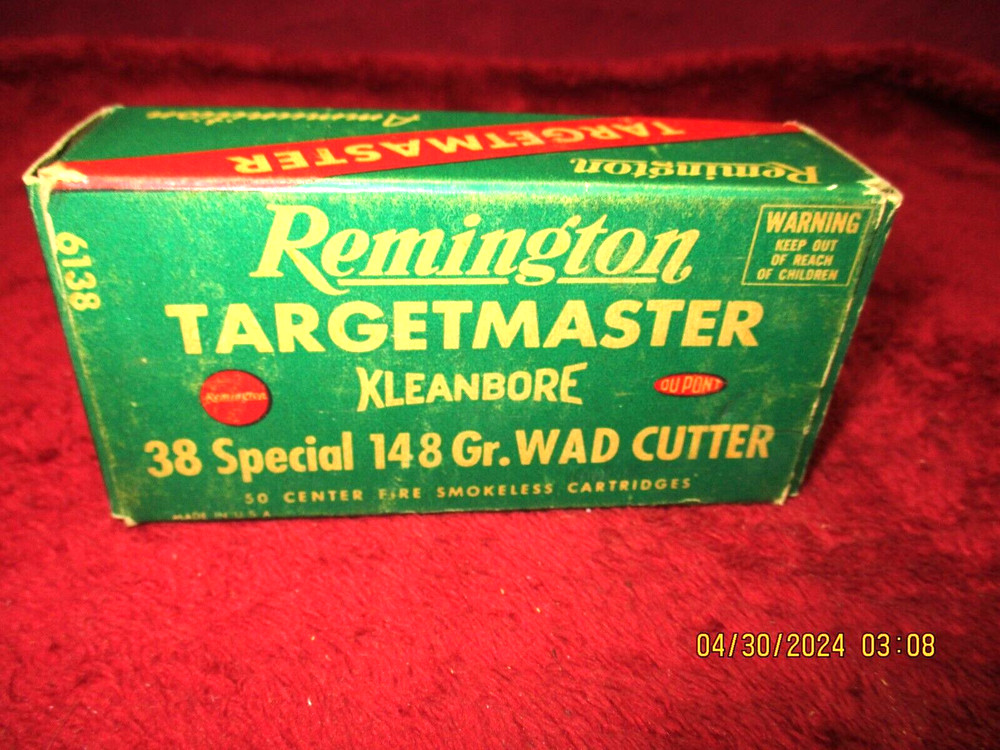 Ammunition
TARGETMASTER
Remington
6138
Remington
WARNING
KEEP OUT
OF REACH
OF CHILDREN
TARGETMASTER
KLEANBORE
Remington
DU PONT
38 Special 148 Gr. WAD CUTTER
50 CENTER FIRE SMOKELESS CARTRIDGES
MADE IN U.S.A
04/30/2024 03:08